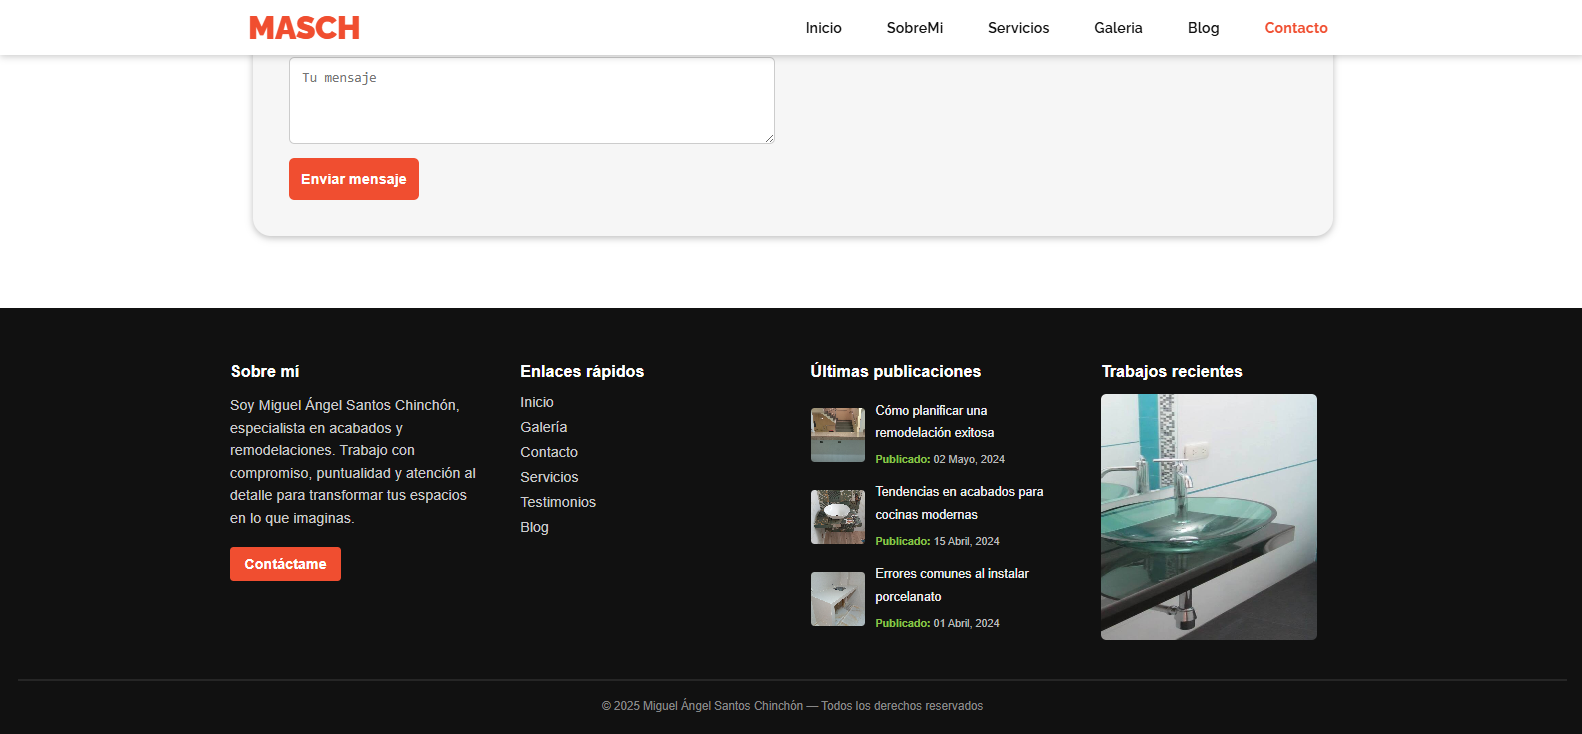 MASCH
Inicio
SobreMi
Servicios
Galeria
Blog
Contacto
Tu mensaje
Enviar mensaje
Sobre mí
Soy Miguel Ángel Santos Chinchón,
especialista en acabados y
remodelaciones. Trabajo con
compromiso, puntualidad y atención al
detalle para transformar tus espacios
en lo que imaginas.
Contáctame
Enlaces rápidos
Inicio
Galería
Contacto
Servicios
Testimonios
Blog
Últimas publicaciones
Cómo planificar una
remodelación exitosa
Publicado: 02 Mayo, 2024
Tendencias en acabados para
cocinas modernas
Publicado: 15 Abril, 2024
Errores comunes al instalar
porcelanato
Publicado: 01 Abril, 2024
Trabajos recientes
© 2025 Miguel Ángel Santos Chinchón — Todos los derechos reservados